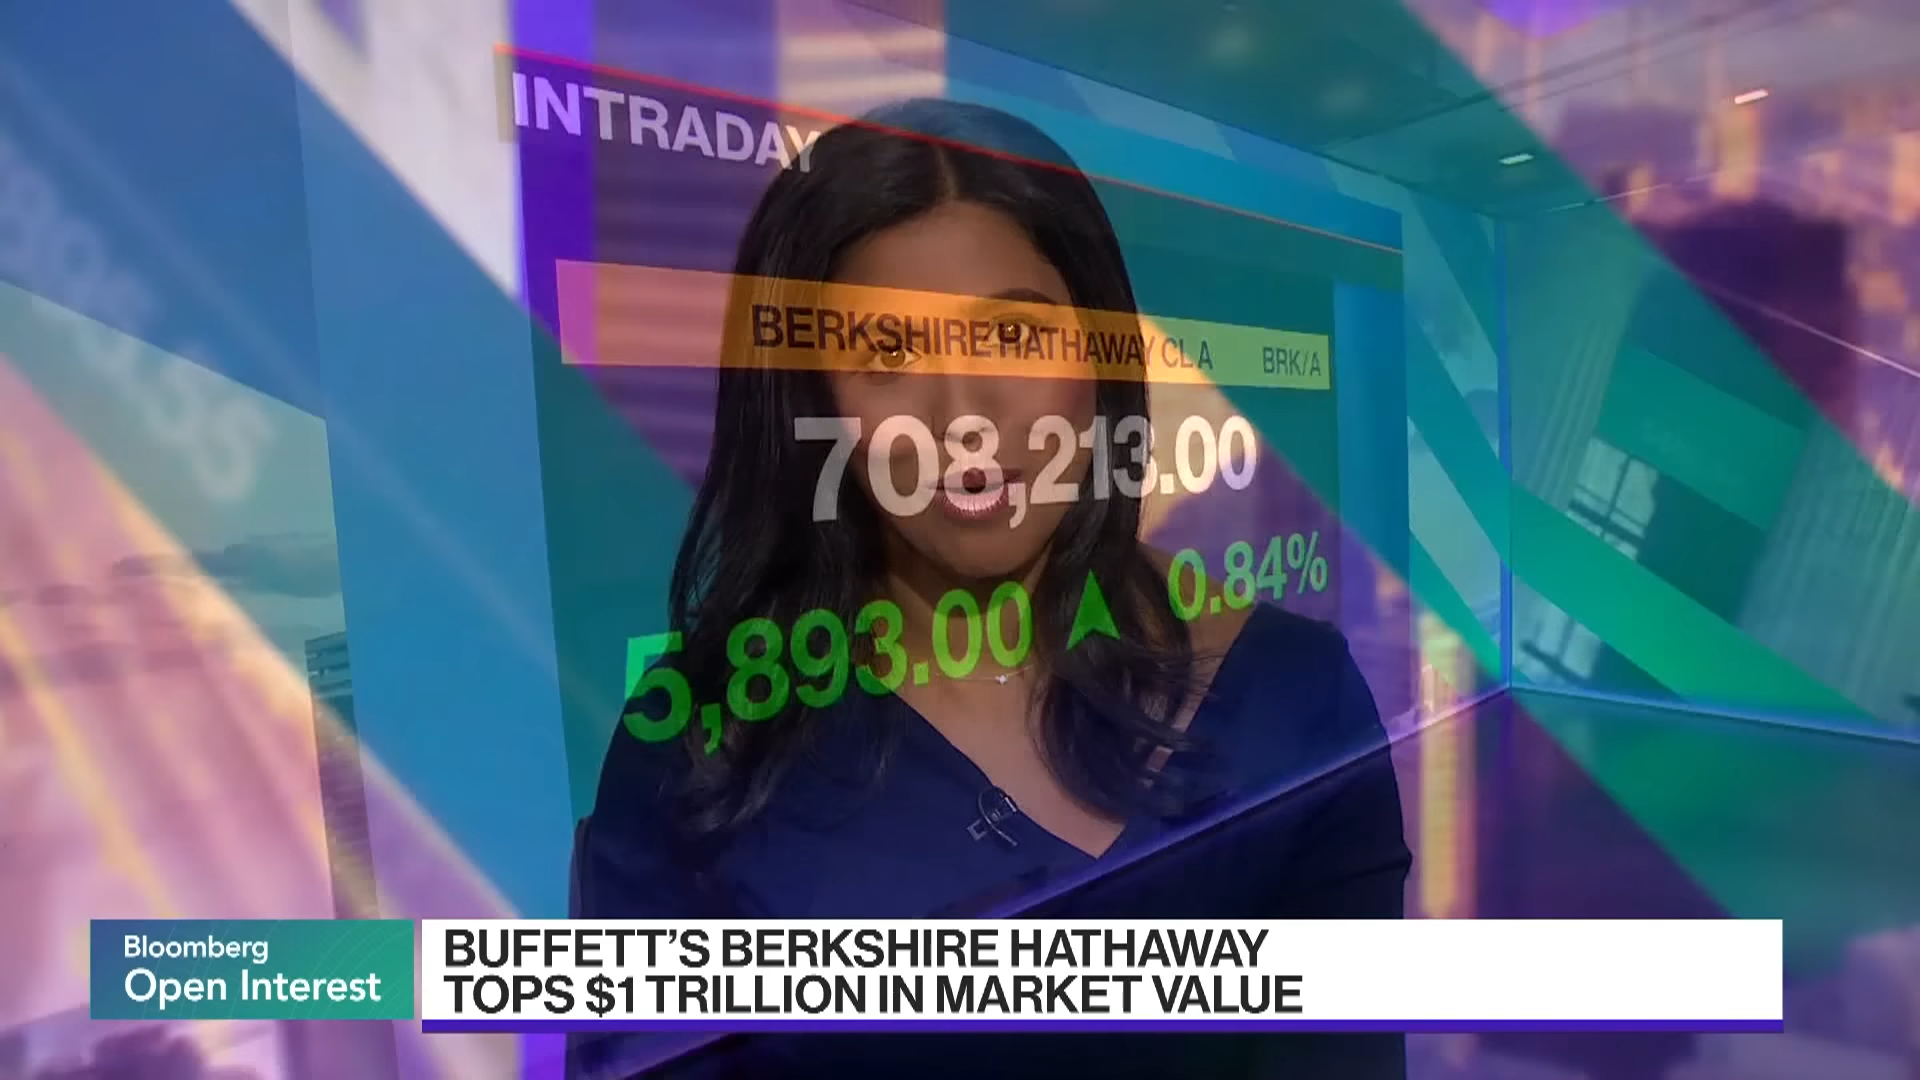 INTRADAY
BERKSHIRE HATHAWAY CL A BRK/A
708,213.00
5,893.00 ▲ 0.84%
Bloomberg
Open Interest
BUFFETT'S BERKSHIRE HATHAWAY
TOPS $1 TRILLION IN MARKET VALUE